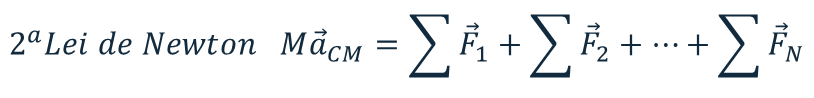 2ª Lei de Newton M\vec{a}_{CM} = \sum \vec{F}_1 + \sum \vec{F}_2 + \cdots + \sum \vec{F}_N